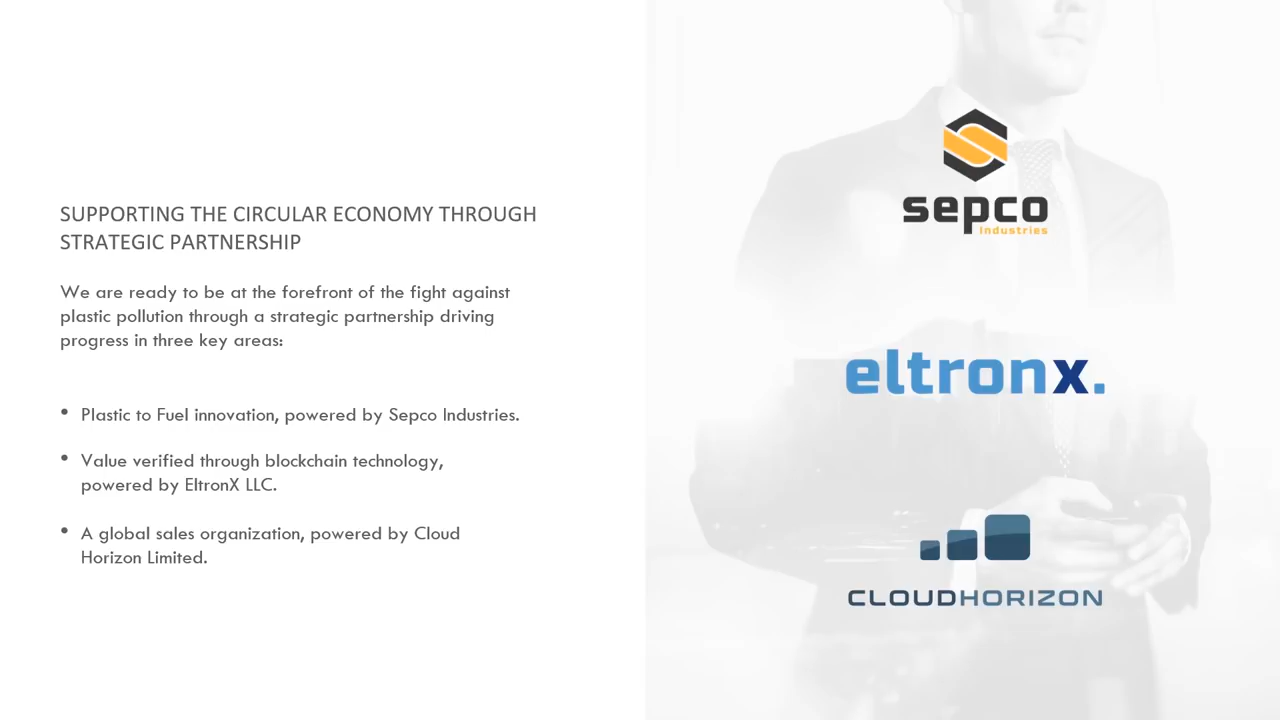 SUPPORTING THE CIRCULAR ECONOMY THROUGH
STRATEGIC PARTNERSHIP
We are ready to be at the forefront of the fight against
plastic pollution through a strategic partnership driving
progress in three key areas:
• Plastic to Fuel innovation, powered by Sepco Industries.
• Value verified through blockchain technology,
powered by EltronX LLC.
• A global sales organization, powered by Cloud
Horizon Limited.
sepco
Industries
eltronx.
CLOUDHORIZON